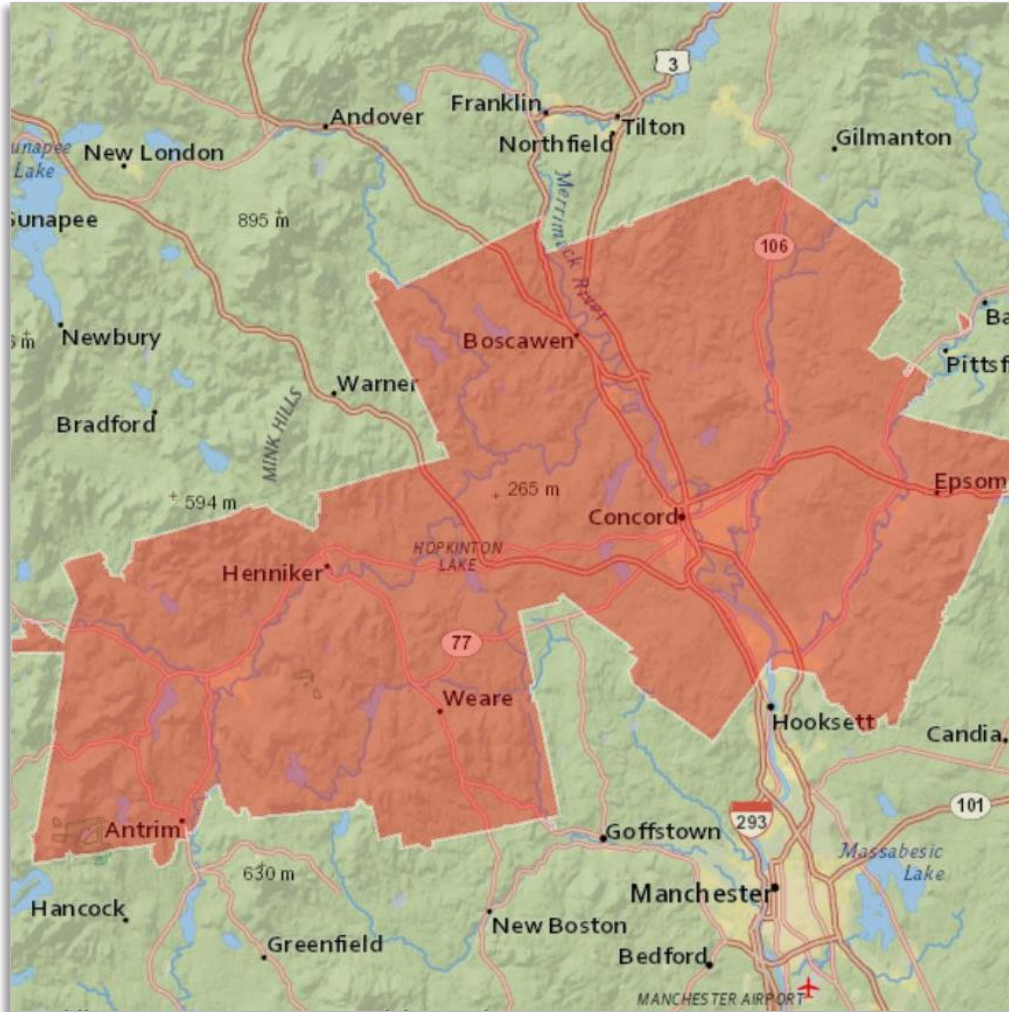 3
Franklin
Andover
Tilton
Northfield
Gilmanton
New London
unapee
Lake
Merrimack River
895 m
Sunapee
106
Ba
Newbury
Boscawen
Pittsf
Warner
Bradford
MINK HILLS
594 m
265 m
Epsom
Concord
HOPKINTON
LAKE
Henniker
77
Weare
Hooksett
Candia
101
293
Antrim
Goffstown
Massabesic
Lake
630 m
Manchester
Hancock
New Boston
Greenfield
Bedford
MANCHESTER AIRPORT